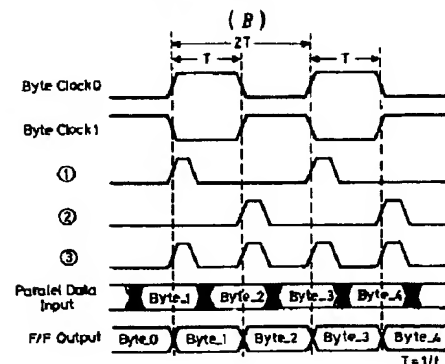 (B)
2T
T T
Byte Clock0
Byte Clock1
①
②
③
Parallel Data Input Byte_1 Byte_2 Byte_3 Byte_4
F/F Output Byte_0 Byte_1 Byte_2 Byte_3 Byte_4